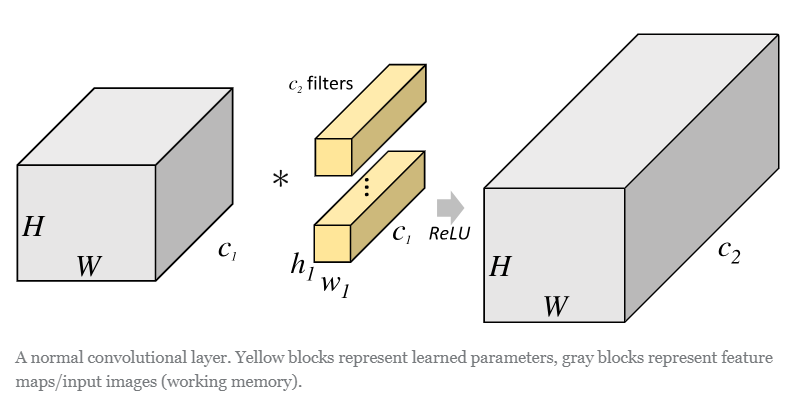 c₂ filters
*
H
W
c₁
h₁
w₁
c₁
ReLU
H
W
c₂
A normal convolutional layer. Yellow blocks represent learned parameters, gray blocks represent feature
maps/input images (working memory).